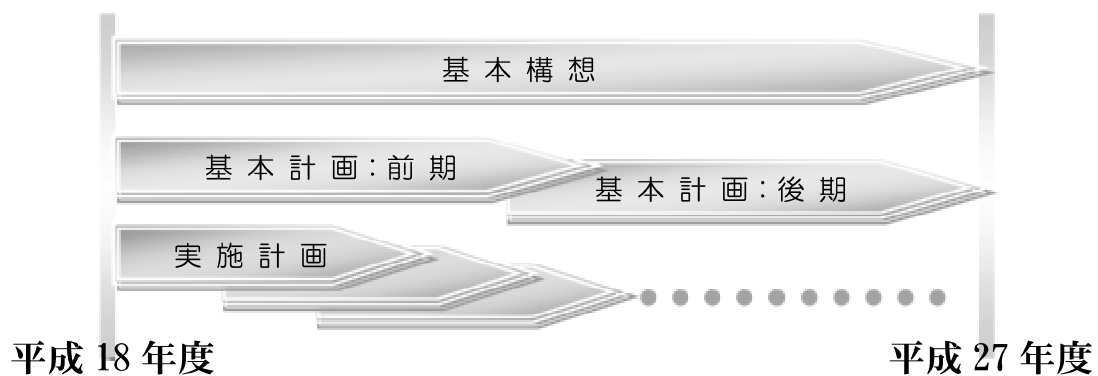 基本構想
基本計画：前期
基本計画：後期
実施計画
平成 18 年度
平成 27 年度